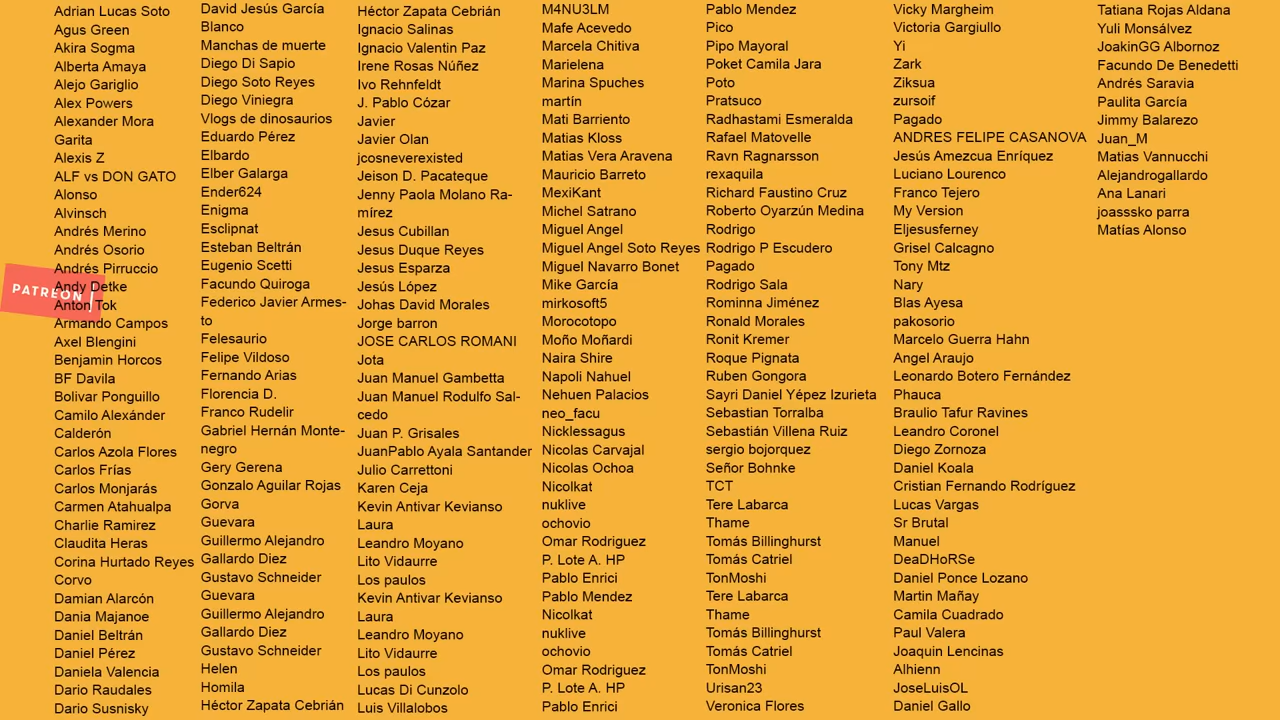 Adrian Lucas Soto
Agus Green
Akira Sogma
Alberta Amaya
Alejo Gariglio
Alex Powers
Alexander Mora
Garita
Alexis Z
ALF vs DON GATO
Alonso
Alvinsch
Andrés Merino
Andrés Osorio
Andrés Pirruccio
Andy Detke
PATREON
Anton Tok
Armando Campos
Axel Blengini
Benjamin Horcos
BF Davila
Bolivar Ponguillo
Camilo Alexánder
Calderón
Carlos Azola Flores
Carlos Frías
Carlos Monjarás
Carmen Atahualpa
Charlie Ramirez
Claudita Heras
Corina Hurtado Reyes
Corvo
Damian Alarcón
Dania Majanoe
Daniel Beltrán
Daniel Pérez
Daniela Valencia
Dario Raudales
Dario Susnisky
David Jesús García
Blanco
Manchas de muerte
Diego Di Sapio
Diego Soto Reyes
Diego Viniegra
Vlogs de dinosaurios
Eduardo Pérez
Elbardo
Elber Galarga
Ender624
Enigma
Esclipnat
Esteban Beltrán
Eugenio Scetti
Facundo Quiroga
Federico Javier Armes-
to
Felesaurio
Felipe Vildoso
Fernando Arias
Florencia D.
Franco Rudelir
Gabriel Hernán Monte-
negro
Gery Gerena
Gonzalo Aguilar Rojas
Gorva
Guevara
Guillermo Alejandro
Gallardo Diez
Gustavo Schneider
Guevara
Guillermo Alejandro
Gallardo Diez
Gustavo Schneider
Helen
Homila
Héctor Zapata Cebrián
Héctor Zapata Cebrián
Ignacio Salinas
Ignacio Valentin Paz
Irene Rosas Núñez
Ivo Rehnfeldt
J. Pablo Cózar
Javier
Javier Olan
jcosneverexisted
Jeison D. Pacateque
Jenny Paola Molano Ra-
mírez
Jesus Cubillan
Jesus Duque Reyes
Jesus Esparza
Jesús López
Johas David Morales
Jorge barron
JOSE CARLOS ROMANI
Jota
Juan Manuel Gambetta
Juan Manuel Rodulfo Sal-
cedo
Juan P. Grisales
JuanPablo Ayala Santander
Julio Carrettoni
Karen Ceja
Kevin Antivar Kevianso
Laura
Leandro Moyano
Lito Vidaurre
Los paulos
Kevin Antivar Kevianso
Laura
Leandro Moyano
Lito Vidaurre
Los paulos
Lucas Di Cunzolo
Luis Villalobos
M4NU3LM
Mafe Acevedo
Marcela Chitiva
Marielena
Marina Spuches
martín
Mati Barriento
Matias Kloss
Matias Vera Aravena
Mauricio Barreto
MexiKant
Michel Satrano
Miguel Angel
Miguel Angel Soto Reyes
Miguel Navarro Bonet
Mike García
mirkosoft5
Morocotopo
Moño Moñardi
Naira Shire
Napoli Nahuel
Nehuen Palacios
neo_facu
Nicklessagus
Nicolas Carvajal
Nicolas Ochoa
Nicolkat
nuklive
ochovio
Omar Rodriguez
P. Lote A. HP
Pablo Enrici
Pablo Mendez
Nicolkat
nuklive
ochovio
Omar Rodriguez
P. Lote A. HP
Pablo Enrici
Pablo Mendez
Pico
Pipo Mayoral
Poket Camila Jara
Poto
Pratsuco
Radhastami Esmeralda
Rafael Matovelle
Ravn Ragnarsson
rexaquila
Richard Faustino Cruz
Roberto Oyarzún Medina
Rodrigo
Rodrigo P Escudero
Pagado
Rodrigo Sala
Rominna Jiménez
Ronald Morales
Ronit Kremer
Roque Pignata
Ruben Gongora
Sayri Daniel Yépez Izurieta
Sebastian Torralba
Sebastián Villena Ruiz
sergio bojorquez
Señor Bohnke
TCT
Tere Labarca
Thame
Tomás Billinghurst
Tomás Catriel
TonMoshi
Tere Labarca
Thame
Tomás Billinghurst
Tomás Catriel
TonMoshi
Urisan23
Veronica Flores
Vicky Margheim
Victoria Gargiullo
Yi
Zark
Ziksua
zursoif
Pagado
ANDRES FELIPE CASANOVA
Jesús Amezcua Enríquez
Luciano Lourenco
Franco Tejero
My Version
Eljesusferney
Grisel Calcagno
Tony Mtz
Nary
Blas Ayesa
pakosorio
Marcelo Guerra Hahn
Angel Araujo
Leonardo Botero Fernández
Phauca
Braulio Tafur Ravines
Leandro Coronel
Diego Zornoza
Daniel Koala
Cristian Fernando Rodríguez
Lucas Vargas
Sr Brutal
Manuel
DeaDHoRSe
Daniel Ponce Lozano
Martin Mañay
Camila Cuadrado
Paul Valera
Joaquin Lencinas
Alhienn
JoseLuisOL
Daniel Gallo
Tatiana Rojas Aldana
Yuli Monsálvez
JoakinGG Albornoz
Facundo De Benedetti
Andrés Saravia
Paulita García
Jimmy Balarezo
Juan_M
Matias Vannucchi
Alejandrogallardo
Ana Lanari
joasssko parra
Matías Alonso